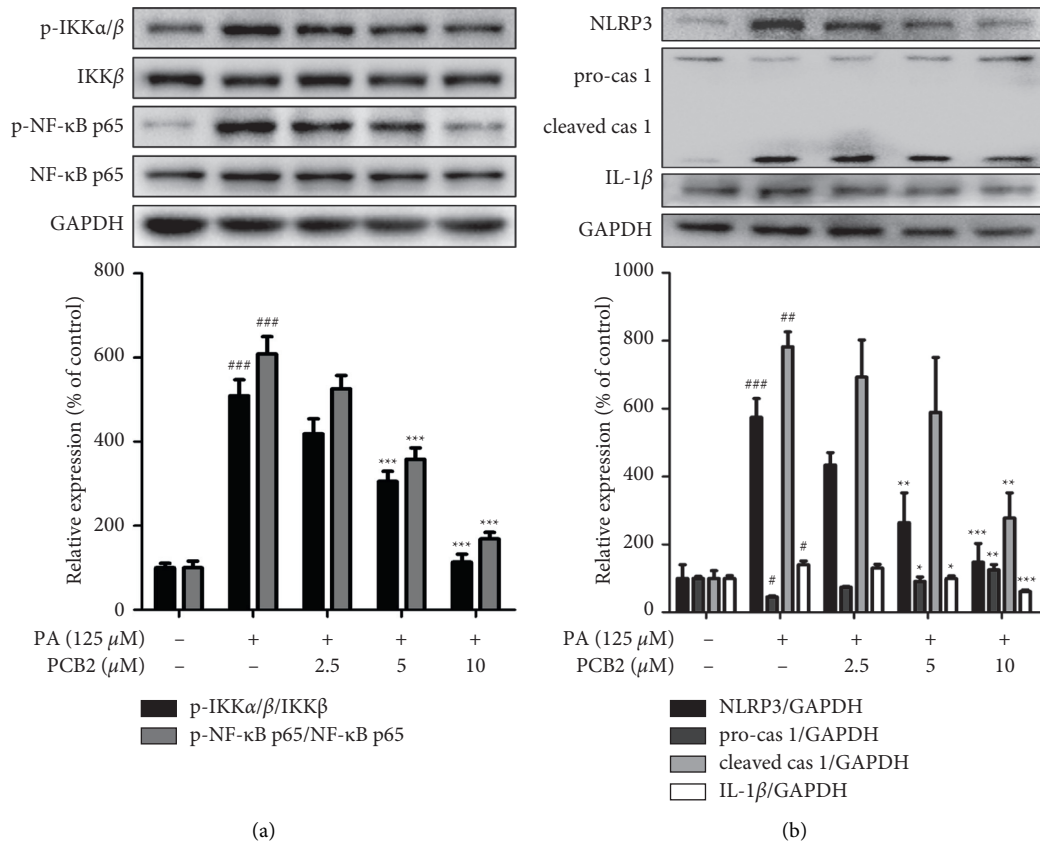 p-IKKα/β
IKKβ
p-NF-κB p65
NF-κB p65
GAPDH
800
600
400
200
0
Relative expression (% of control)
###
###
***
***
***
***
PA (125 μM) – + + + +
PCB2 (μM) – – 2.5 5 10
p-IKKα/β/IKKβ
p-NF-κB p65/NF-κB p65
(a)
NLRP3
pro-cas 1
cleaved cas 1
IL-1β
GAPDH
1000
800
600
400
200
0
Relative expression (% of control)
###
#
##
#
**
*
*
***
**
**
***
PA (125 μM) – + + + +
PCB2 (μM) – – 2.5 5 10
NLRP3/GAPDH
pro-cas 1/GAPDH
cleaved cas 1/GAPDH
IL-1β/GAPDH
(b)